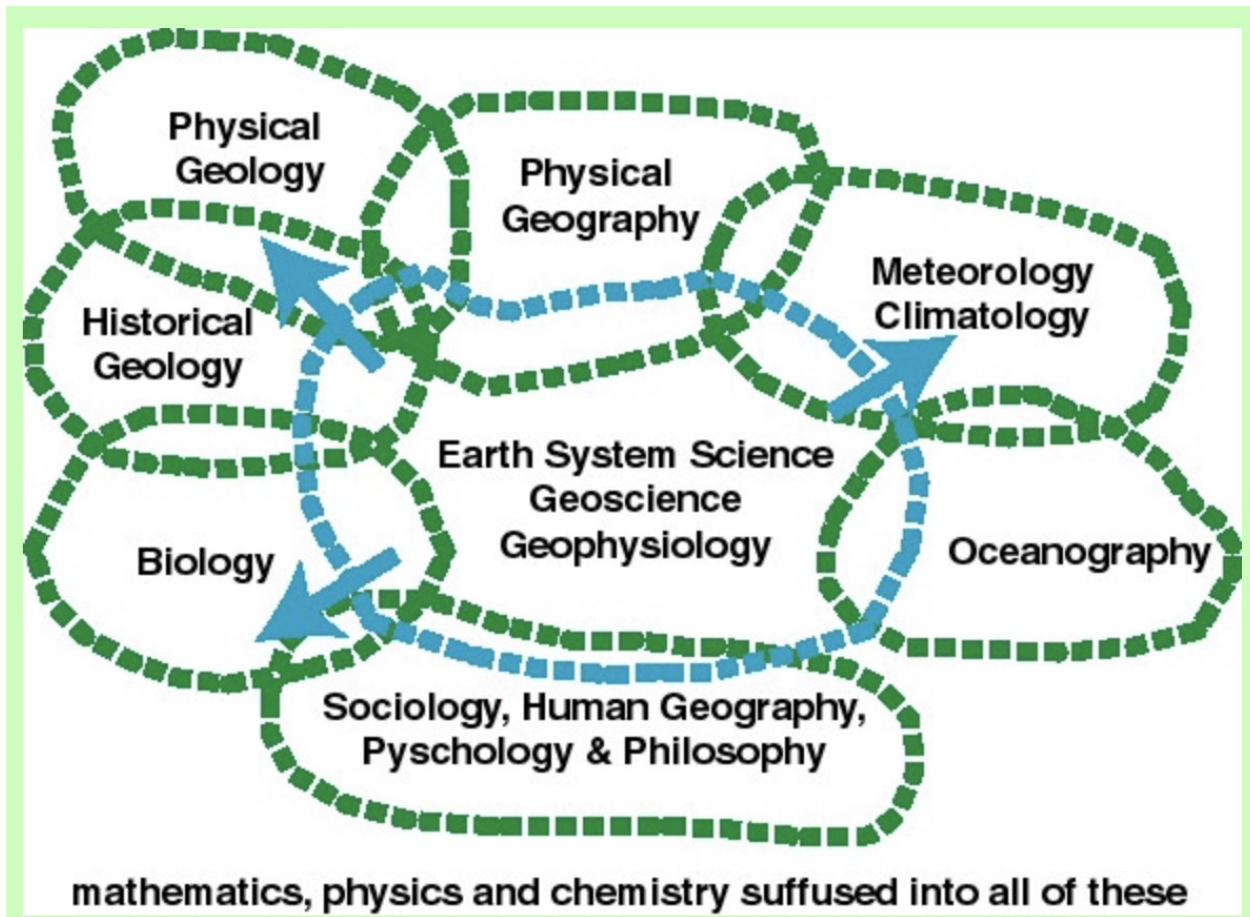 Physical
Geology
Physical
Geography
Meteorology
Climatology
Historical
Geology
Earth System Science
Geoscience
Geophysiology
Biology
Oceanography
Sociology, Human Geography,
Pyschology & Philosophy
mathematics, physics and chemistry suffused into all of these